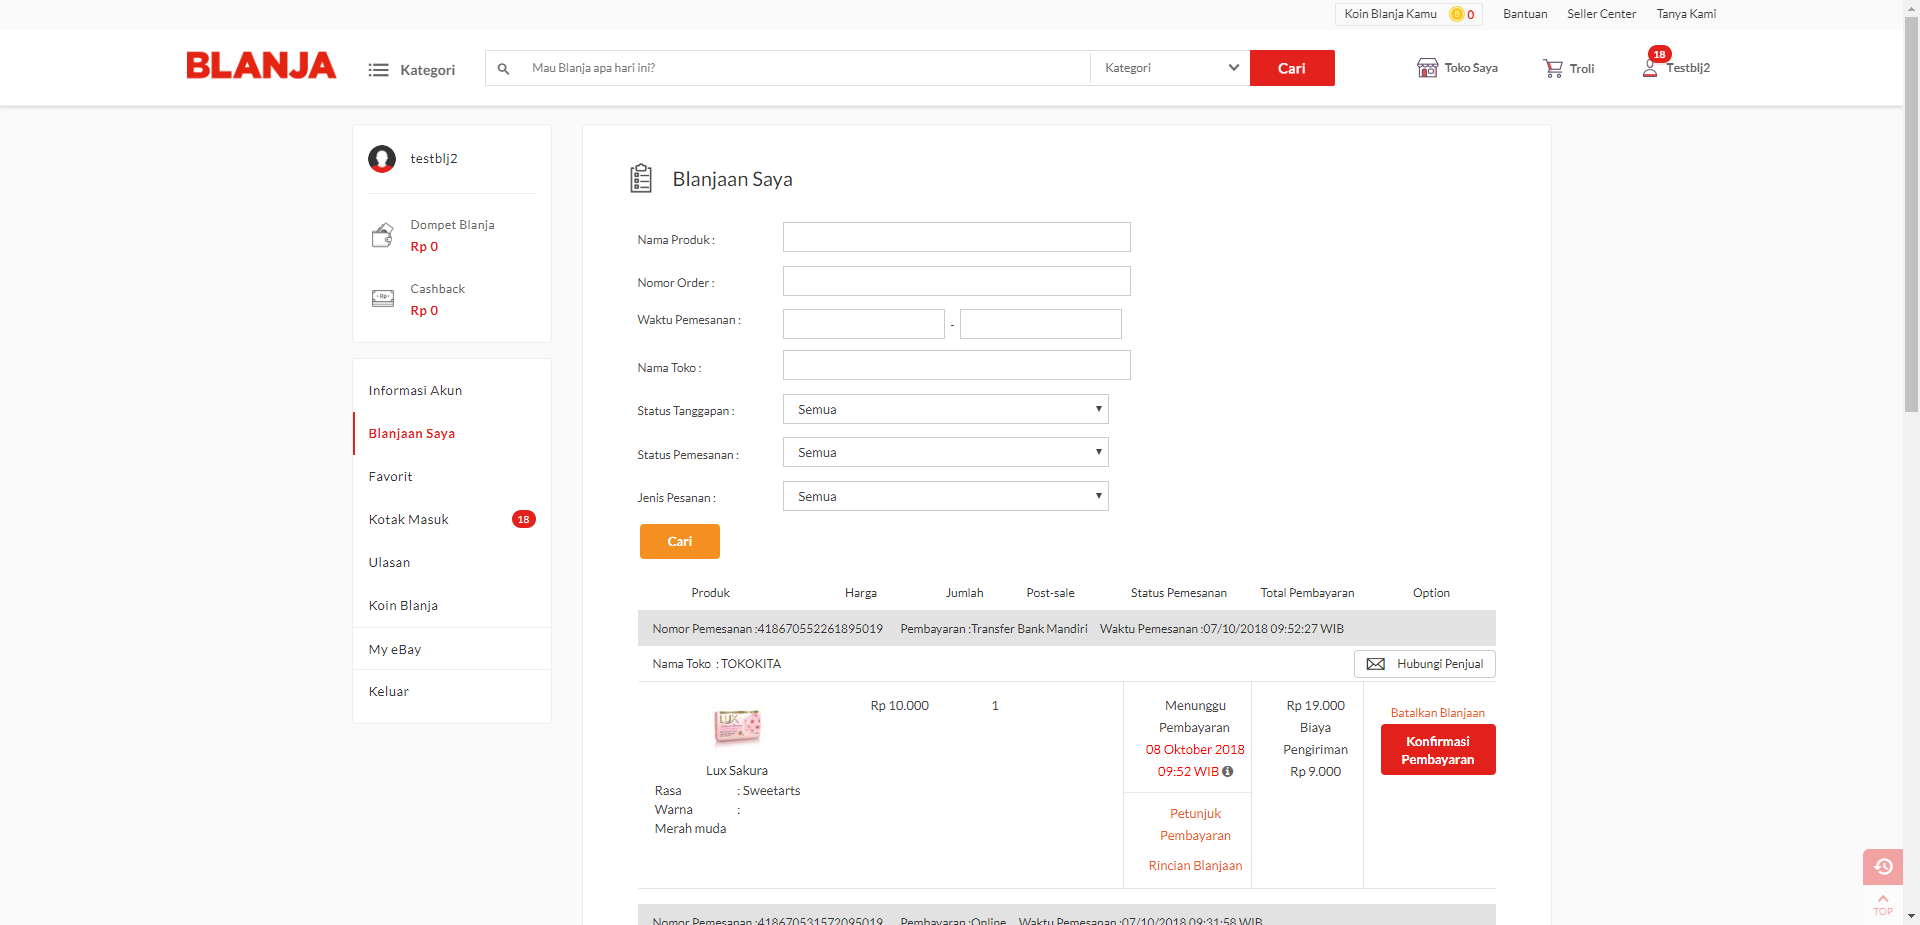 Koin Blanja Kamu 0 Bantuan Seller Center Tanya Kami
BLANJA Kategori Mau Blanja apa hari ini? Kategori Cari Toko Saya Troli 18 Testblj2
testblj2
Dompet Blanja
Rp 0
Cashback
Rp 0
Informasi Akun
Blanjaan Saya
Favorit
Kotak Masuk 18
Ulasan
Koin Blanja
My eBay
Keluar
Blanjaan Saya
Nama Produk :
Nomor Order :
Waktu Pemesanan : -
Nama Toko :
Status Tanggapan : Semua
Status Pemesanan : Semua
Jenis Pesanan : Semua
Cari
Produk Harga Jumlah Post-sale Status Pemesanan Total Pembayaran Option
Nomor Pemesanan :418670552261895019 Pembayaran :Transfer Bank Mandiri Waktu Pemesanan :07/10/2018 09:52:27 WIB
Nama Toko : TOKOKITA Hubungi Penjual
LUX
Lux Sakura
Rasa : Sweetarts
Warna :
Merah muda
Rp 10.000
1
Menunggu
Pembayaran
08 Oktober 2018
09:52 WIB
Petunjuk
Pembayaran
Rincian Blanjaan
Rp 19.000
Biaya
Pengiriman
Rp 9.000
Batalkan Blanjaan
Konfirmasi
Pembayaran
Nomor Pemesanan :418670531572095019 Pembayaran :Online Waktu Pemesanan :07/10/2018 09:31:58 WIB
TOP